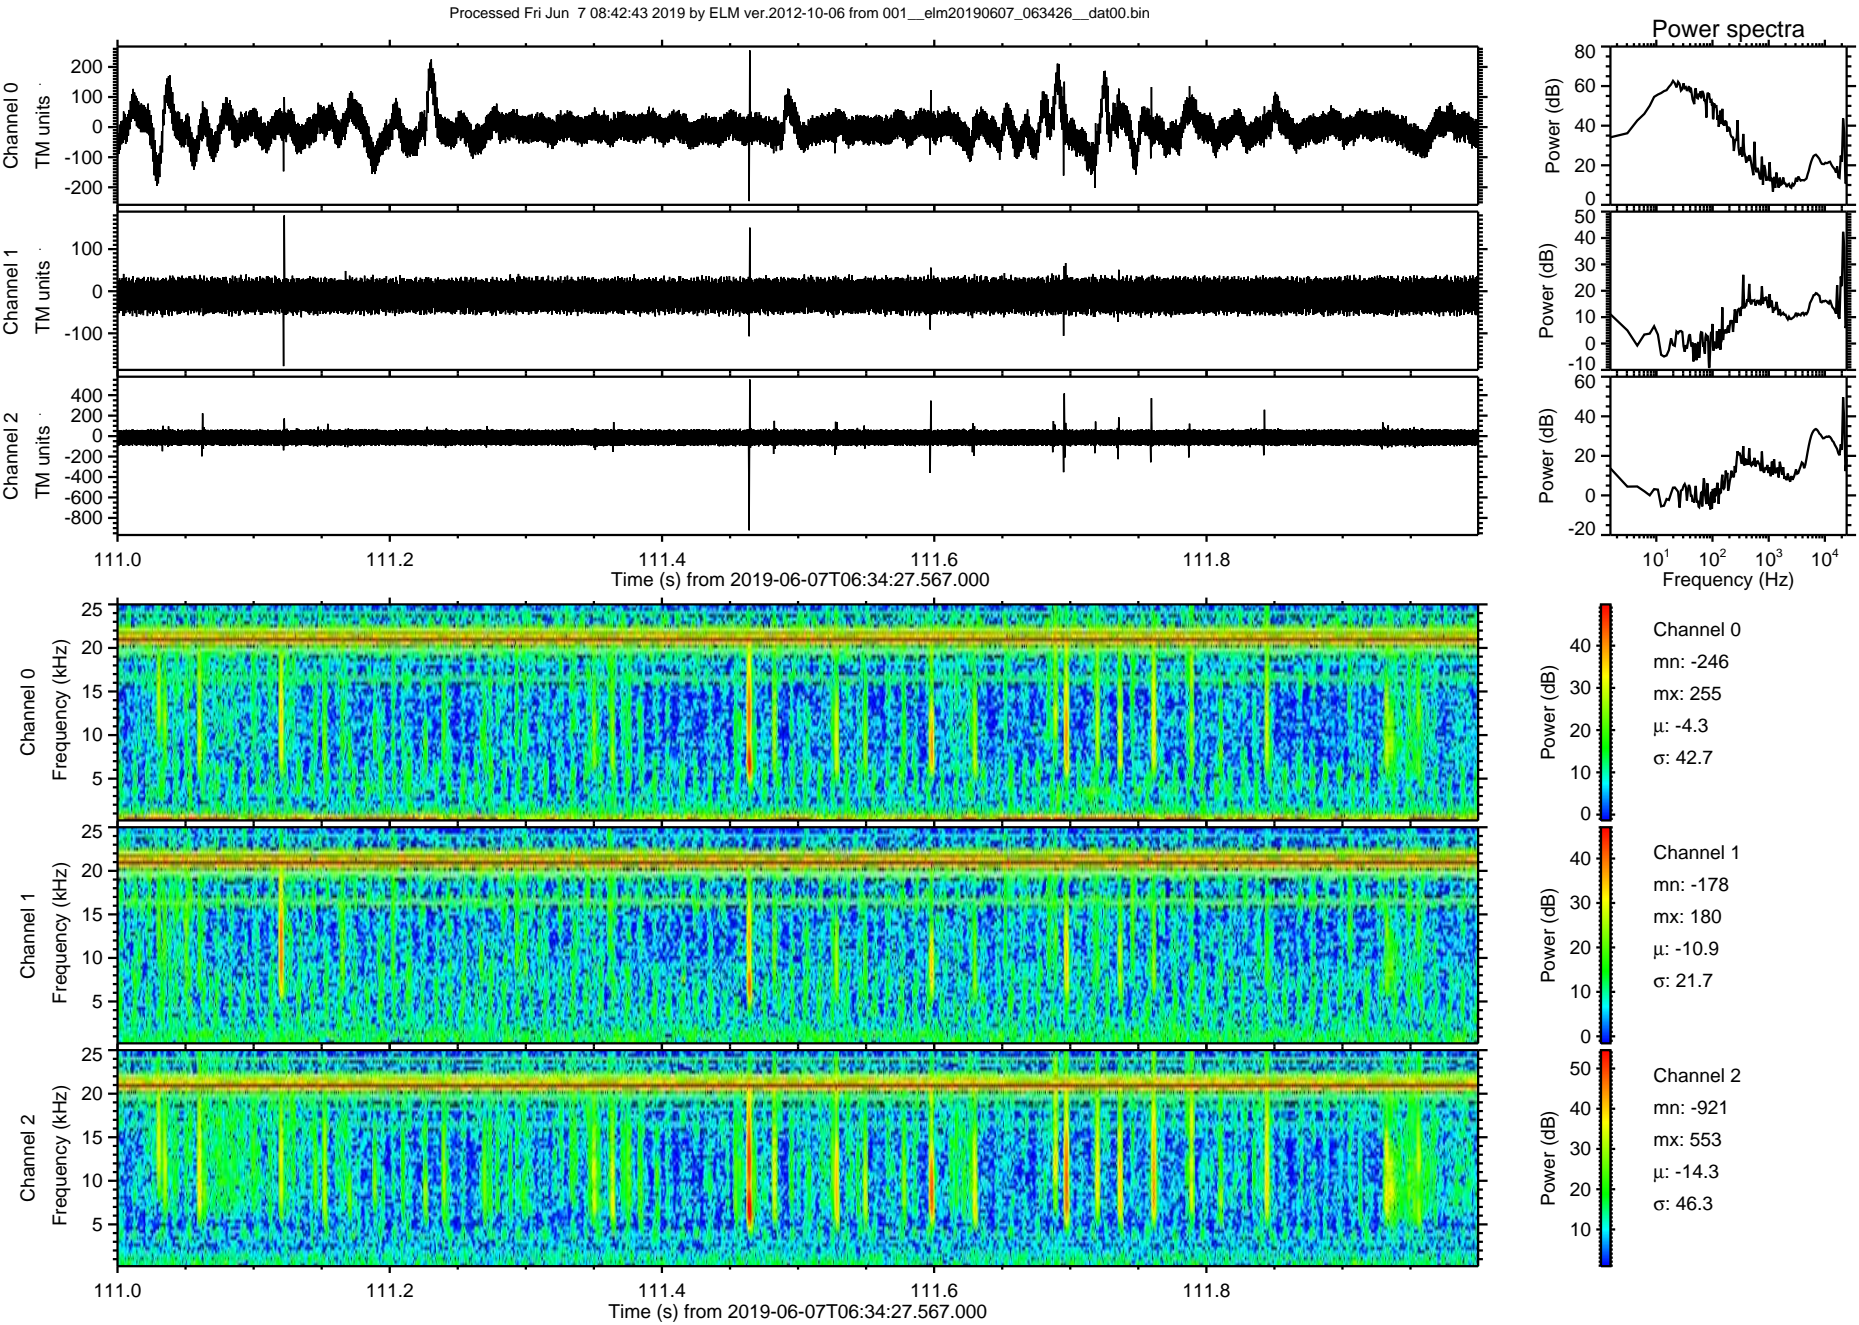 Processed Fri Jun  7 08:42:43 2019 by ELM ver.2012-10-06 from 001__elm20190607_063426__dat00.bin
Power spectra
Channel 0
TM units
200
100
0
-100
-200
Power (dB)
80
60
40
20
0
Channel 1
TM units
100
0
-100
Power (dB)
50
40
30
20
10
0
-10
Channel 2
TM units
400
200
0
-200
-400
-600
-800
Power (dB)
60
40
20
0
-20
111.0 111.2 111.4 111.6 111.8
Time (s) from 2019-06-07T06:34:27.567.000
10¹ 10² 10³ 10⁴
Frequency (Hz)
Channel 0
Frequency (kHz)
25
20
15
10
5
Power (dB)
40
30
20
10
0
Channel 0
mn: -246
mx: 255
μ: -4.3
σ: 42.7
Channel 1
Frequency (kHz)
25
20
15
10
5
Power (dB)
40
30
20
10
0
Channel 1
mn: -178
mx: 180
μ: -10.9
σ: 21.7
Channel 2
Frequency (kHz)
25
20
15
10
5
Power (dB)
50
40
30
20
10
Channel 2
mn: -921
mx: 553
μ: -14.3
σ: 46.3
111.0 111.2 111.4 111.6 111.8
Time (s) from 2019-06-07T06:34:27.567.000